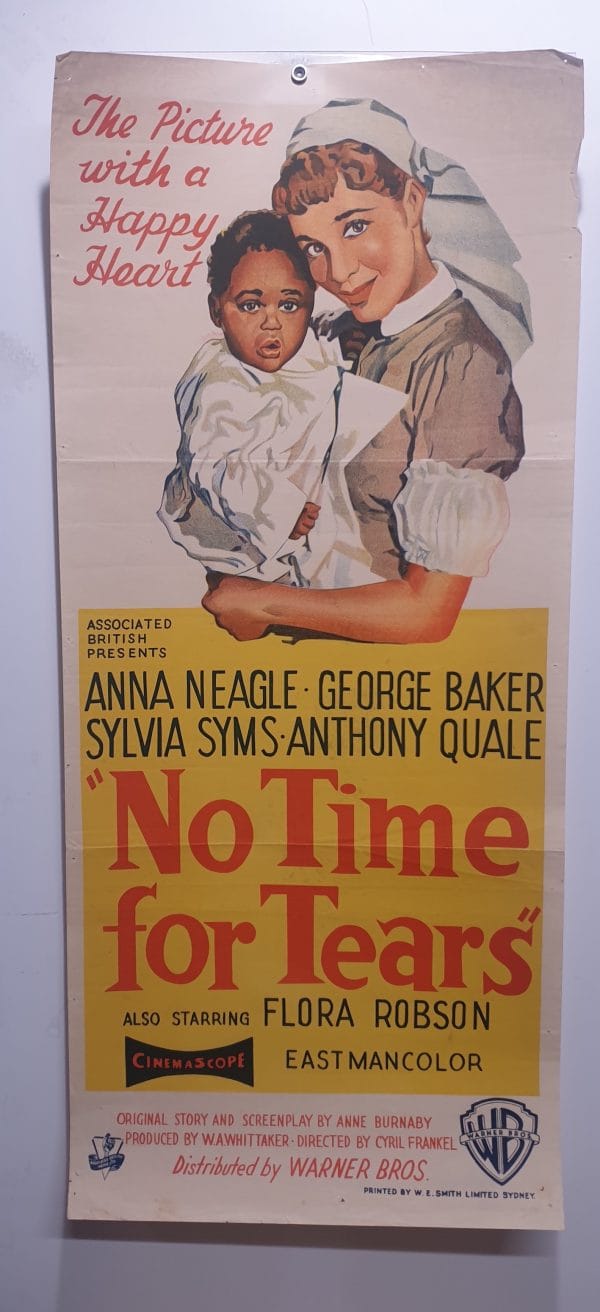 The Picture
with a
Happy
Heart
ASSOCIATED
BRITISH
PRESENTS
ANNA NEAGLE · GEORGE BAKER
SYLVIA SYMS · ANTHONY QUALE
"No Time
for Tears"
ALSO STARRING FLORA ROBSON
CINEMASCOPE EASTMANCOLOR
ORIGINAL STORY AND SCREENPLAY BY ANNE BURNABY
PRODUCED BY W.A.WHITTAKER · DIRECTED BY CYRIL FRANKEL
Distributed by WARNER BROS.
WB
WARNER BROS.
PRINTED BY W. E. SMITH LIMITED SYDNEY.